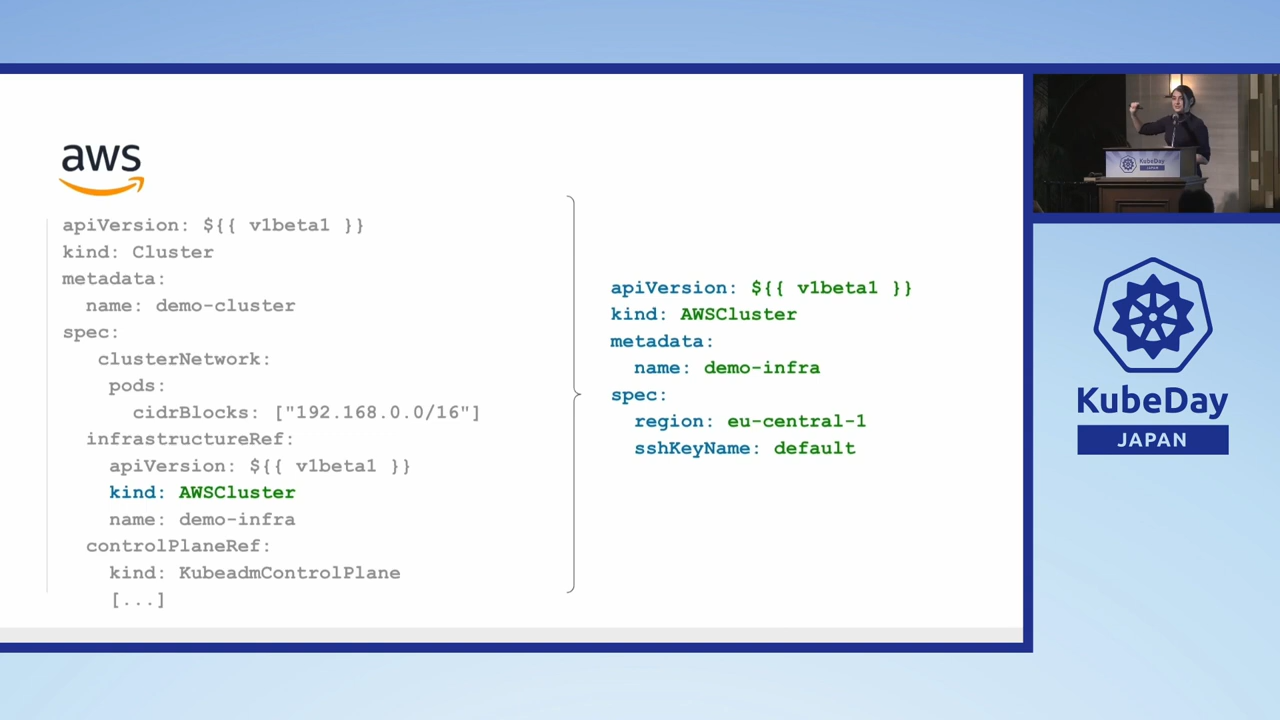 aws
apiVersion: ${{ v1beta1 }}
kind: Cluster
metadata:
  name: demo-cluster
spec:
   clusterNetwork:
    pods:
      cidrBlocks: ["192.168.0.0/16"]
  infrastructureRef:
    apiVersion: ${{ v1beta1 }}
    kind: AWSCluster
    name: demo-infra
  controlPlaneRef:
    kind: KubeadmControlPlane
    [...]
apiVersion: ${{ v1beta1 }}
kind: AWSCluster
metadata:
  name: demo-infra
spec:
  region: eu-central-1
  sshKeyName: default
KubeDay
JAPAN
KubeDay
JAPAN